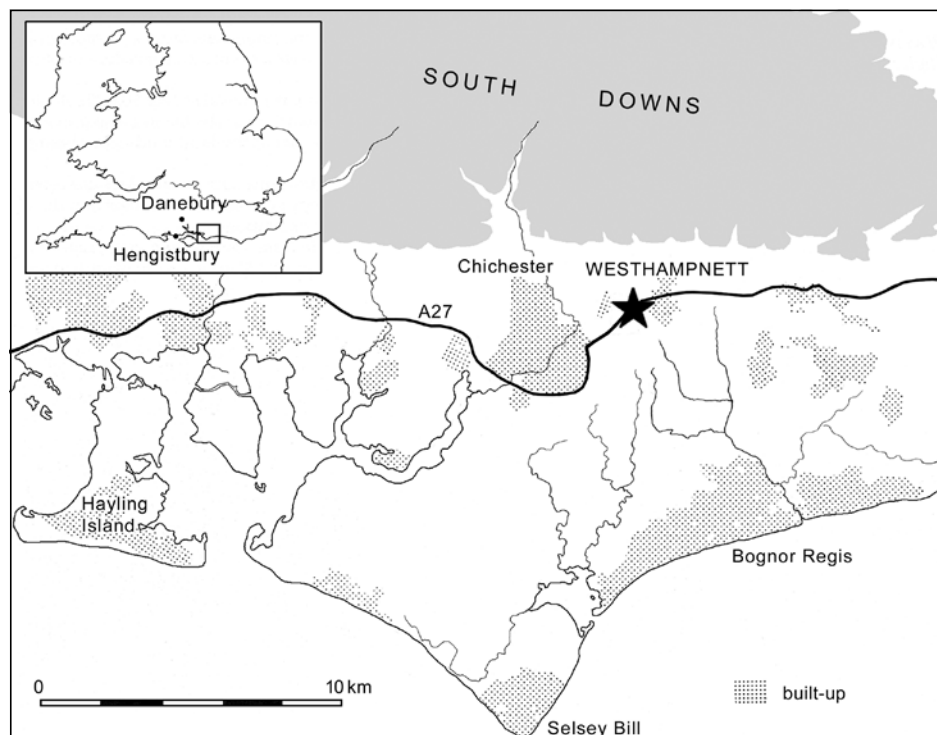 SOUTH DOWNS
Danebury
Hengistbury
Chichester
WESTHAMPNETT
A27
Hayling
Island
Bognor Regis
0 10 km
built-up
Selsey Bill